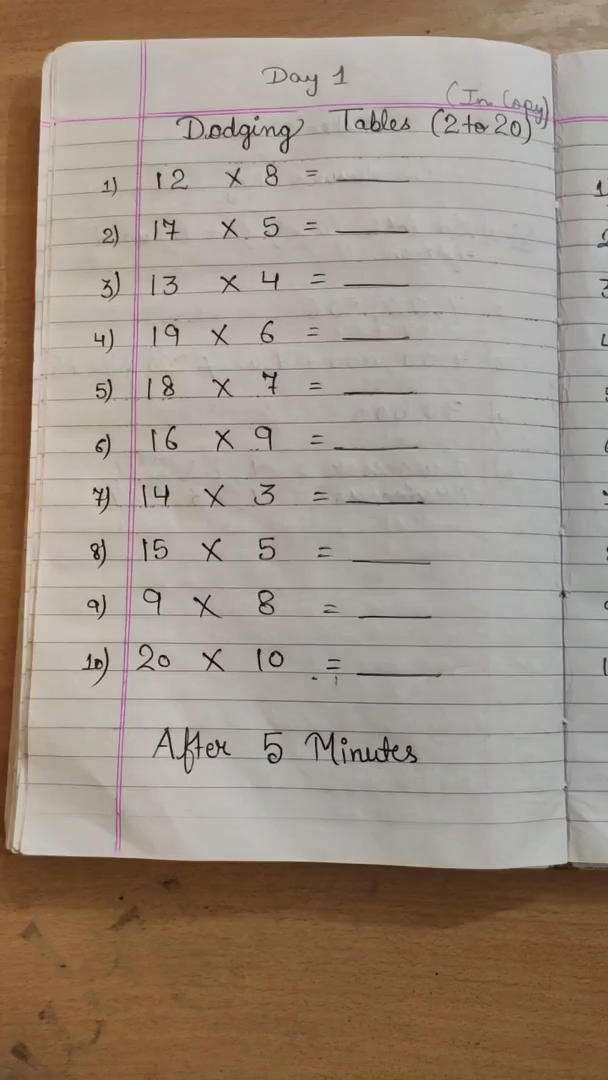 Day 1
(In Copy)
Dodging Tables (2 to 20)
1) 12 X 8 = ____
2) 17 X 5 = ____
3) 13 X 4 = ____
4) 19 X 6 = ____
5) 18 X 7 = ____
6) 16 X 9 = ____
7) 14 X 3 = ____
8) 15 X 5 = ____
9) 9 X 8 = ____
10) 20 X 10 = ____
After 5 Minutes